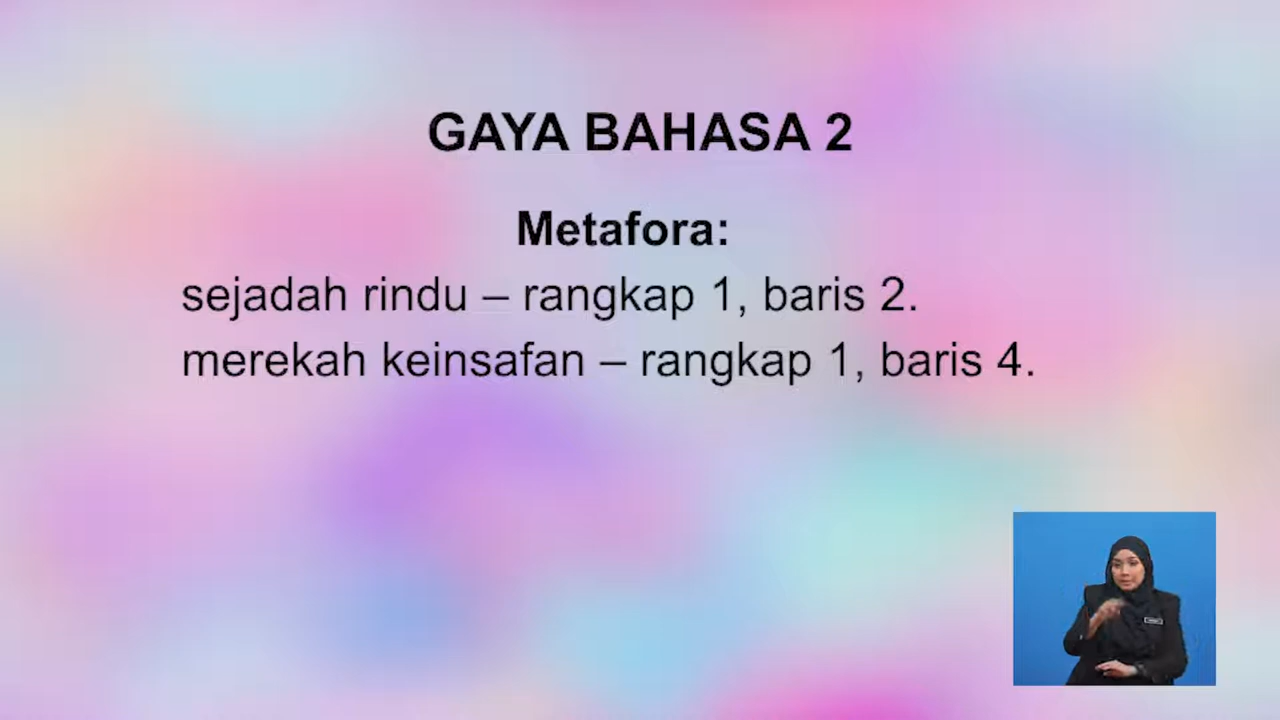 GAYA BAHASA 2
Metafora:
sejadah rindu – rangkap 1, baris 2.
merekah keinsafan – rangkap 1, baris 4.